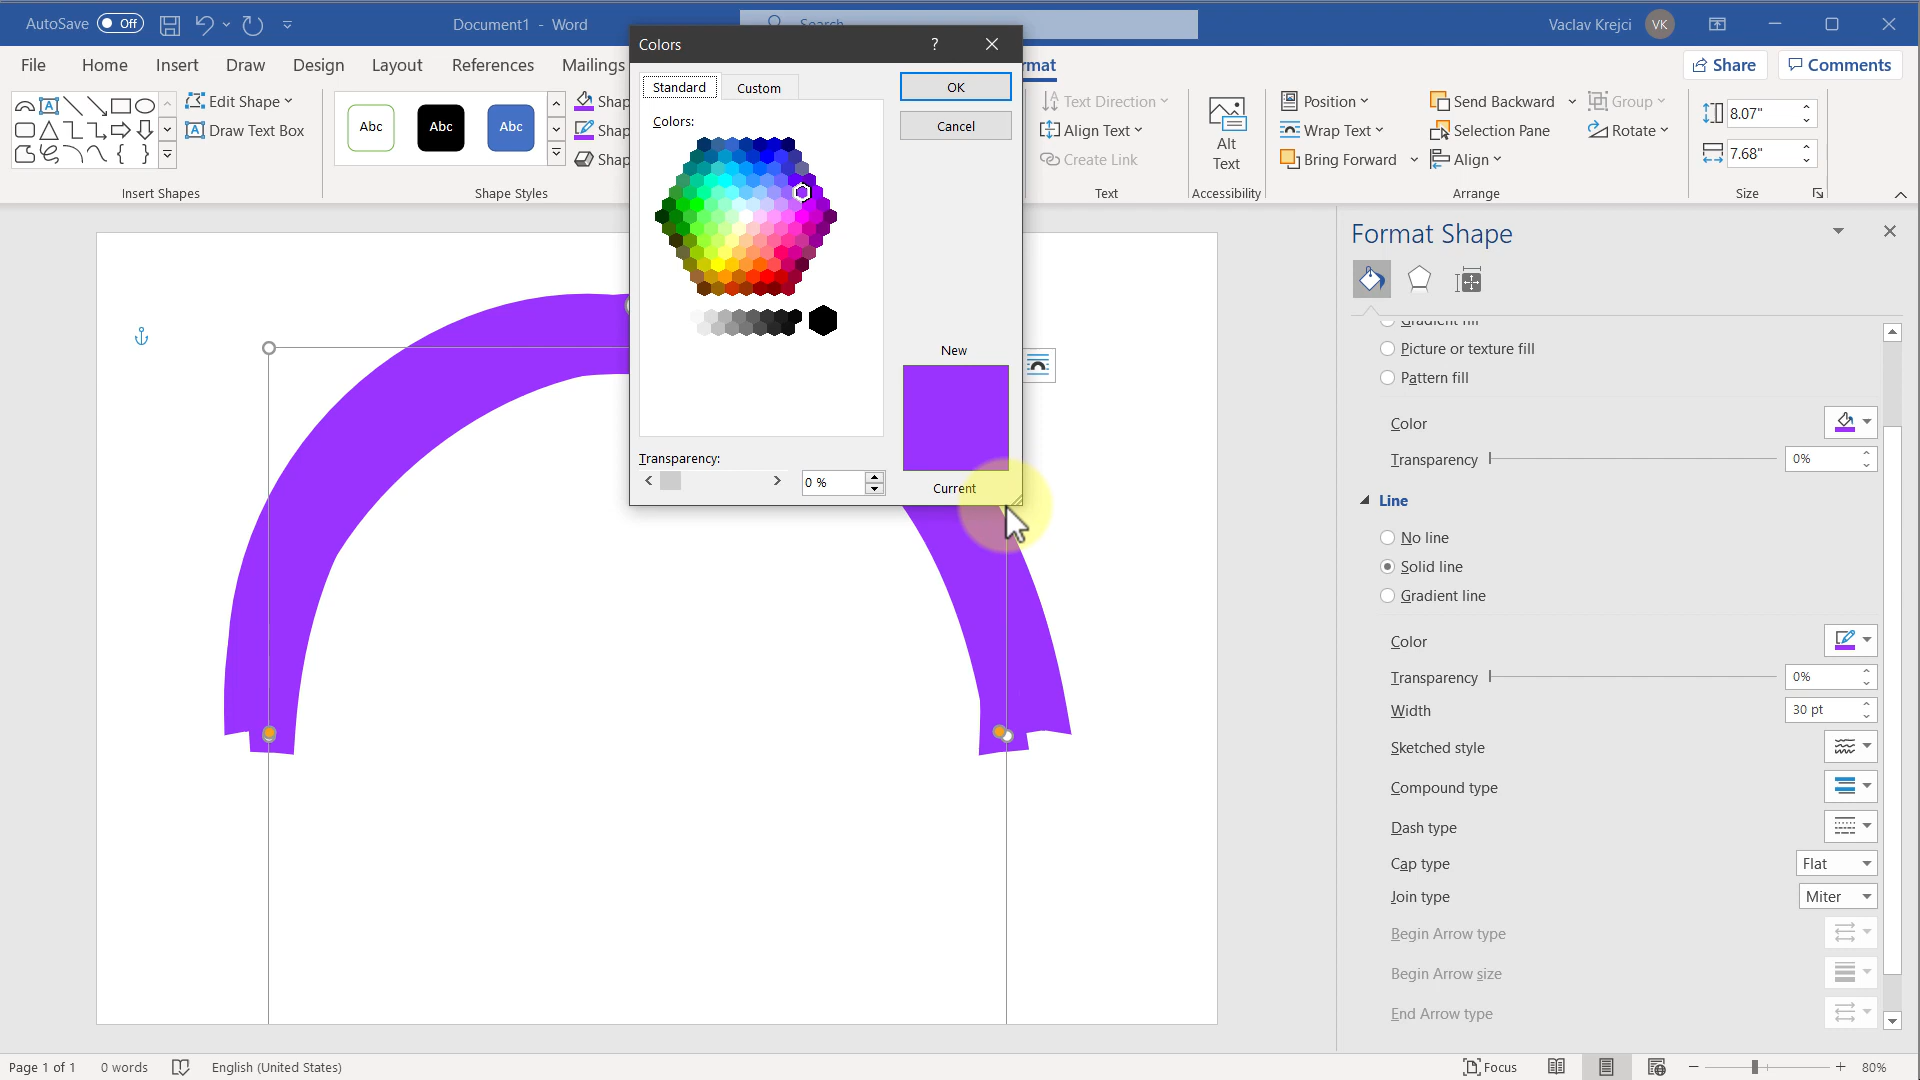 AutoSave Off
Document1 - Word
Search
Vaclav Krejci VK
File Home Insert Draw Design Layout References Mailings
Share Comments
Edit Shape
Draw Text Box
Insert Shapes
Abc Abc Abc
Shape Styles
Text Direction
Align Text
Create Link
Text
Alt
Text
Accessibility
Position
Wrap Text
Bring Forward
Send Backward
Selection Pane
Align
Group
Rotate
Arrange
8.07"
7.68"
Size
Colors ?
Standard Custom
OK
Cancel
Colors:
New
Current
Transparency:
0 %
Format Shape
Gradient fill
Picture or texture fill
Pattern fill
Color
Transparency 0%
Line
No line
Solid line
Gradient line
Color
Transparency 0%
Width 30 pt
Sketched style
Compound type
Dash type
Cap type Flat
Join type Miter
Begin Arrow type
Begin Arrow size
End Arrow type
Page 1 of 1 0 words English (United States)
Focus 80%